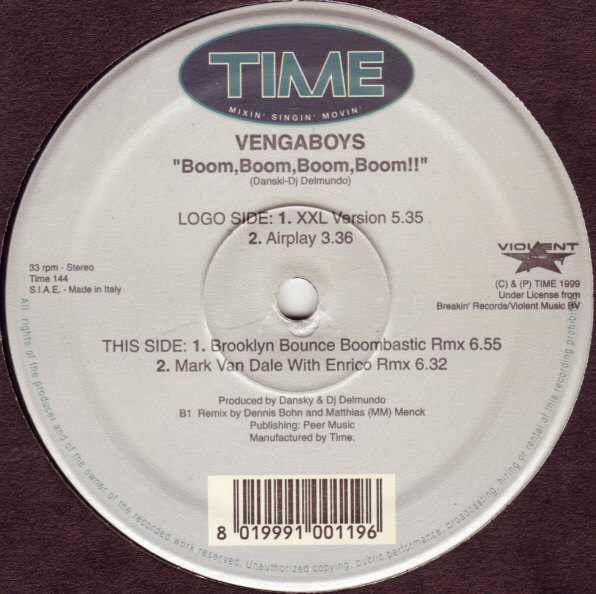 TIME
MIXIN' SINGIN' MOVIN'
VENGABOYS
"Boom,Boom,Boom,Boom!!"
(Danski-Dj Delmundo)
LOGO SIDE: 1. XXL Version 5.35
2. Airplay 3.36
33 rpm - Stereo
Time 144
S.I.A.E. - Made in Italy
VIOLENT
(C) & (P) TIME 1999
Under License from
Breakin' Records/Violent Music BV
THIS SIDE: 1. Brooklyn Bounce Boombastic Rmx 6.55
2. Mark Van Dale With Enrico Rmx 6.32
Produced by Dansky & Dj Delmundo
B1 Remix by Dennis Bohn and Matthias (MM) Menck
Publishing: Peer Music
Manufactured by Time.
8 019991 001196
All rights of the producer and of the owner of the recorded work reserved. Unauthorized copying, public performance, broadcasting, hiring or rental of this recording prohibited